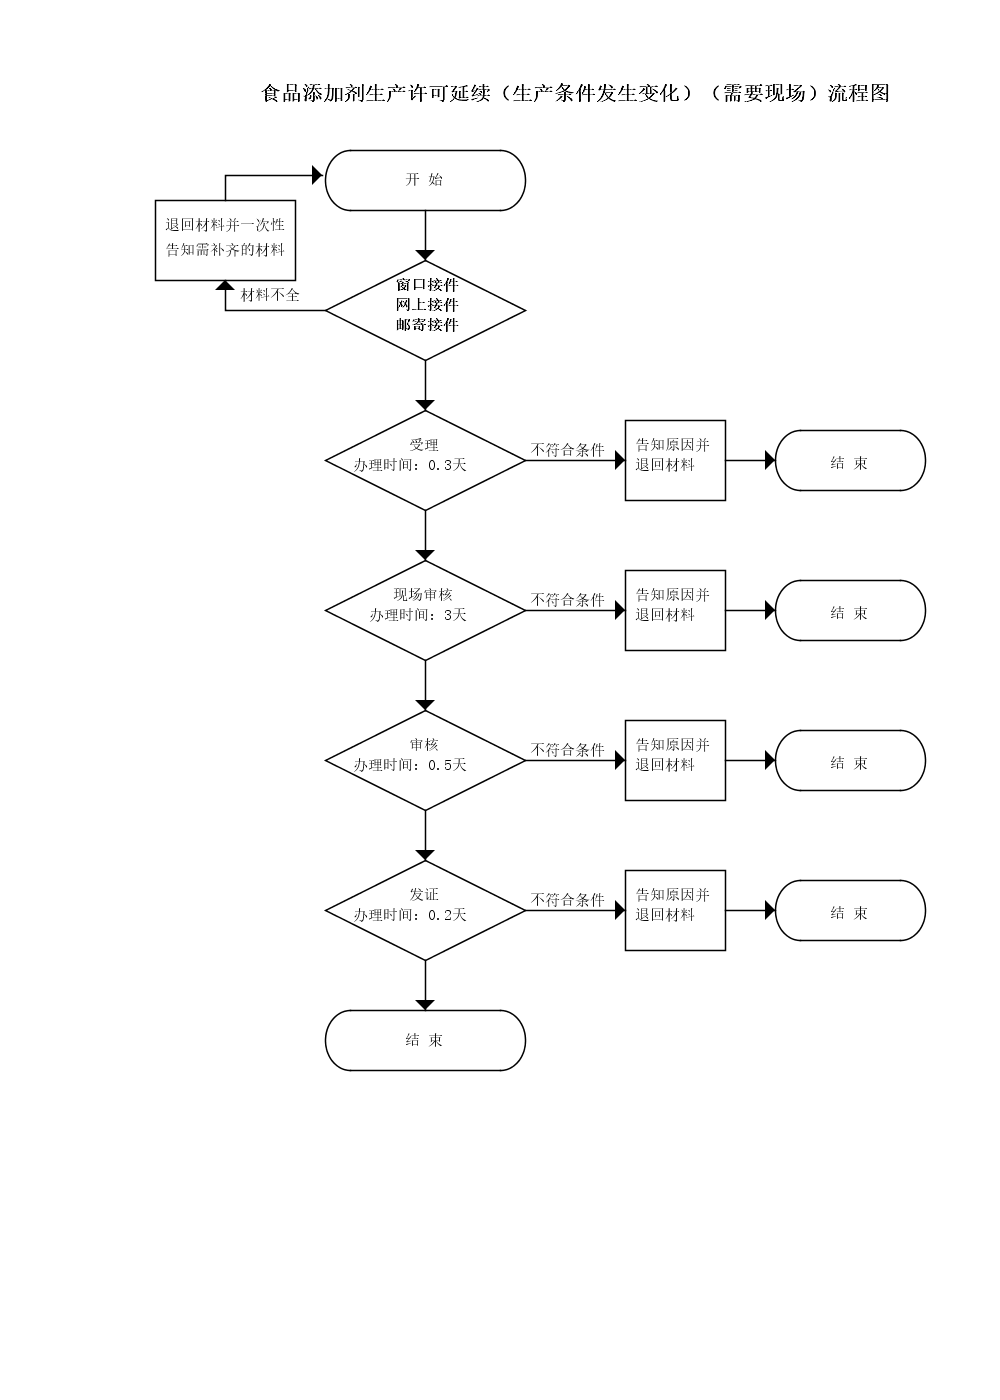 食品添加剂生产许可延续（生产条件发生变化）（需要现场）流程图
开 始
退回材料并一次性
告知需补齐的材料
材料不全
窗口接件
网上接件
邮寄接件
受理
办理时间：0.3天
不符合条件
告知原因并
退回材料
结 束
现场审核
办理时间：3天
不符合条件
告知原因并
退回材料
结 束
审核
办理时间：0.5天
不符合条件
告知原因并
退回材料
结 束
发证
办理时间：0.2天
不符合条件
告知原因并
退回材料
结 束
结 束